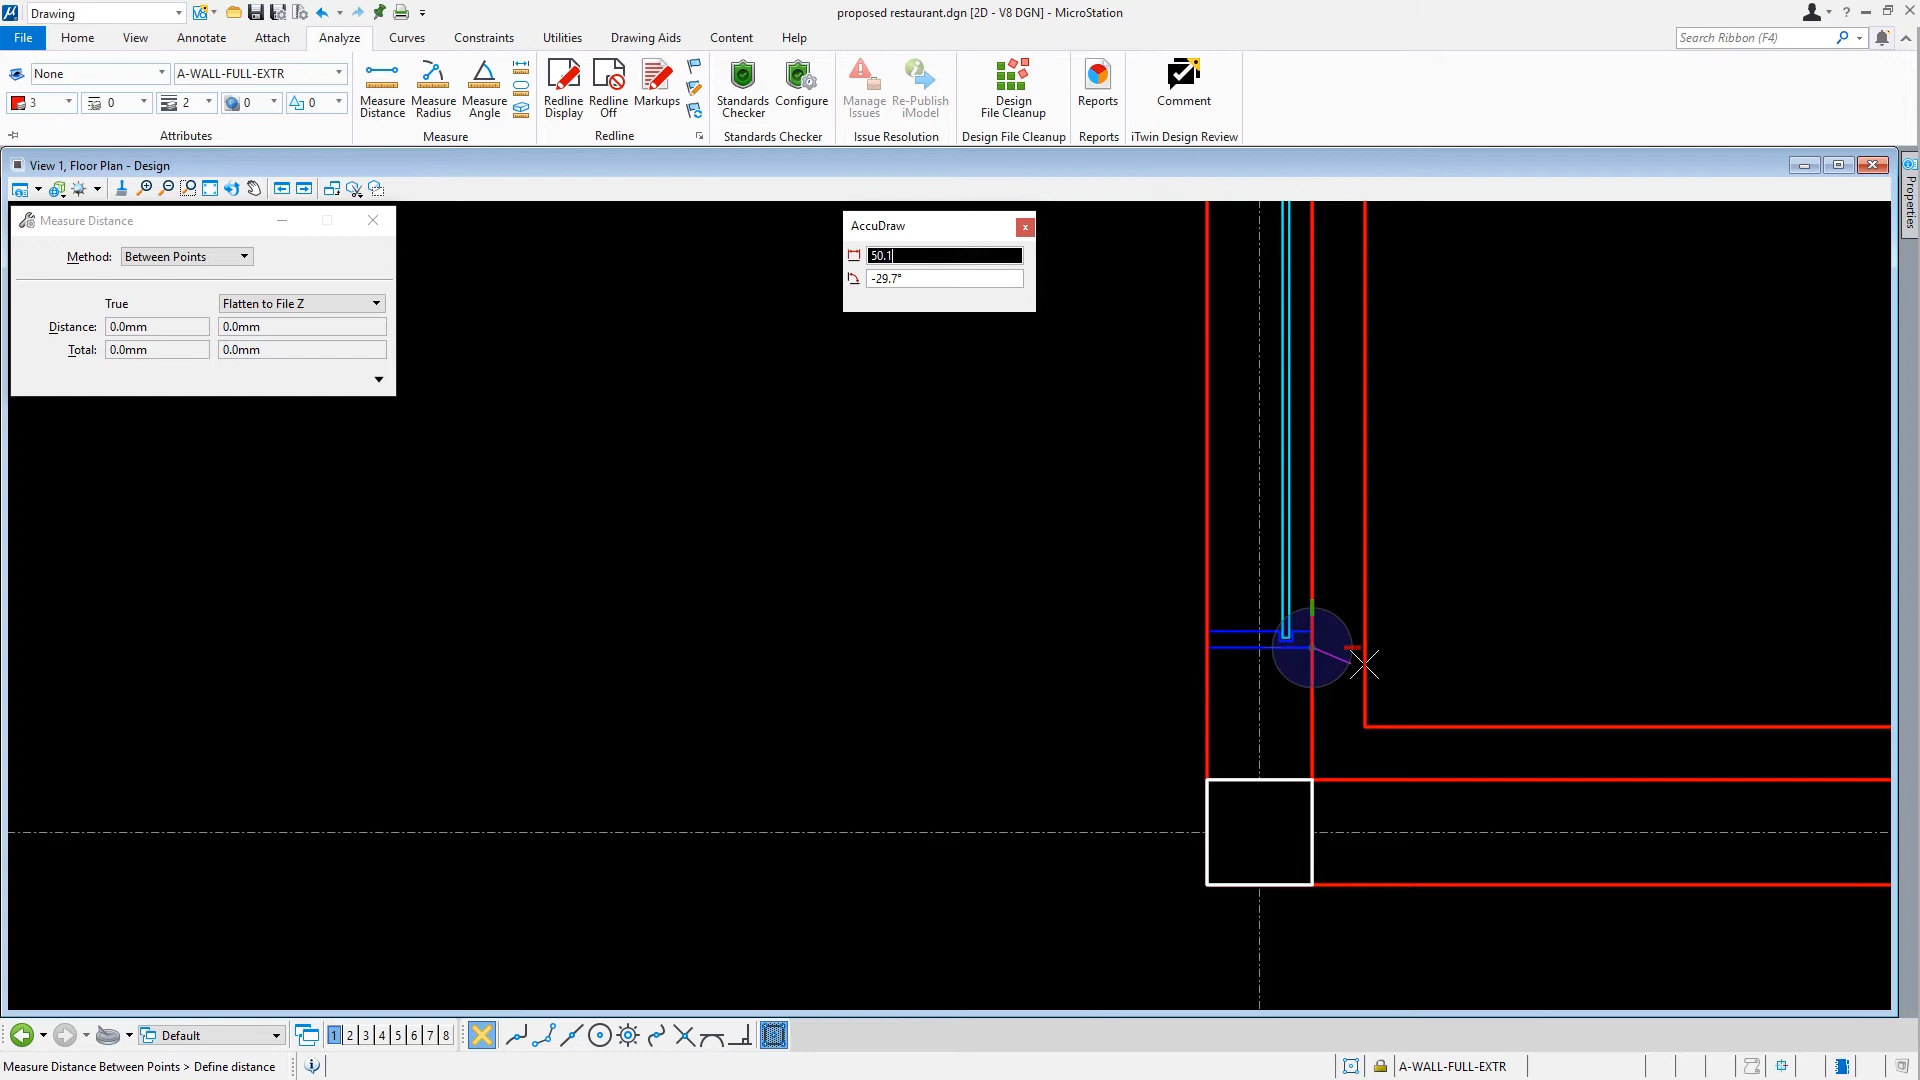 Drawing
proposed restaurant.dgn [2D - V8 DGN] - MicroStation
File Home View Annotate Attach Analyze Curves Constraints Utilities Drawing Aids Content Help
Search Ribbon (F4)
None
A-WALL-FULL-EXTR
3
0
2
0
0
Attributes
Measure Distance
Measure Radius
Measure Angle
Measure
Redline Display
Redline Off
Markups
Redline
Standards Checker
Configure
Standards Checker
Manage Issues
Re-Publish iModel
Issue Resolution
Design File Cleanup
Design File Cleanup
Reports
Reports
Comment
iTwin Design Review
View 1, Floor Plan - Design
Properties
Measure Distance
Method: Between Points
True Flatten to File Z
Distance: 0.0mm 0.0mm
Total: 0.0mm 0.0mm
AccuDraw
50.1
-29.7°
Default
1 2 3 4 5 6 7 8
Measure Distance Between Points > Define distance
A-WALL-FULL-EXTR